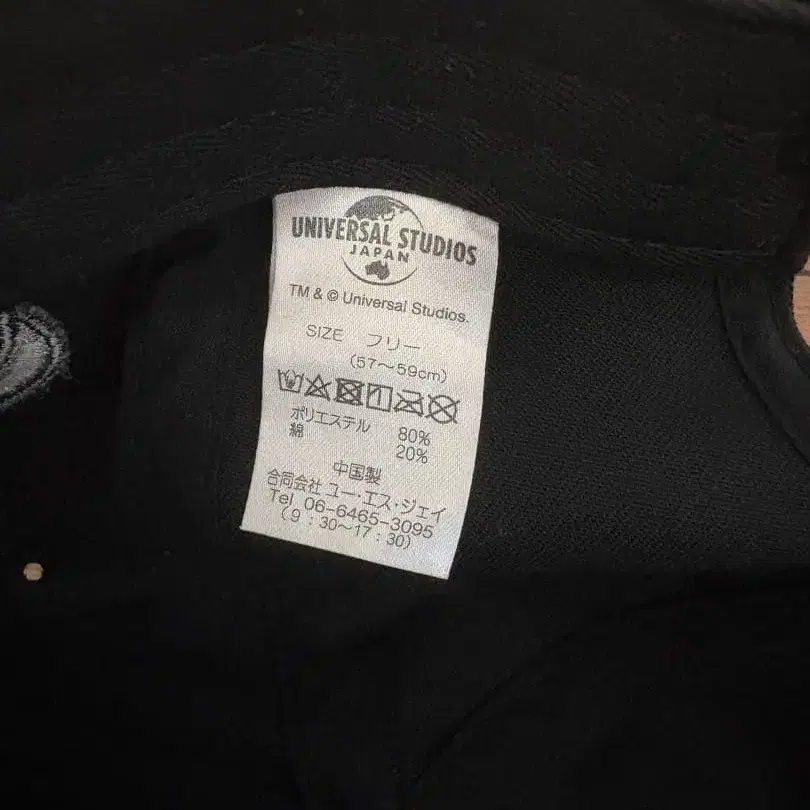 UNIVERSAL STUDIOS
JAPAN
TM & © Universal Studios.
SIZE フリー
(57～59cm)
ポリエステル 80%
綿 20%
中国製
合同会社 ユー・エス・ジェイ
Tel 06-6465-3095
(9:30～17:30)